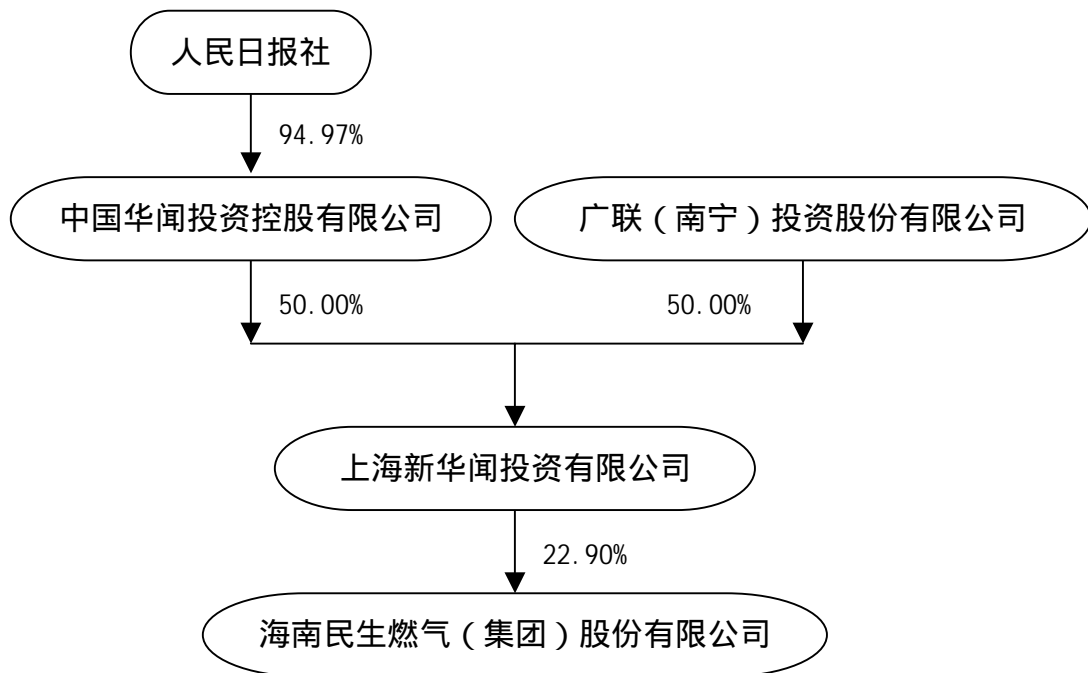 人民日报社
94.97%
中国华闻投资控股有限公司
广联（南宁）投资股份有限公司
50.00%
50.00%
上海新华闻投资有限公司
22.90%
海南民生燃气（集团）股份有限公司